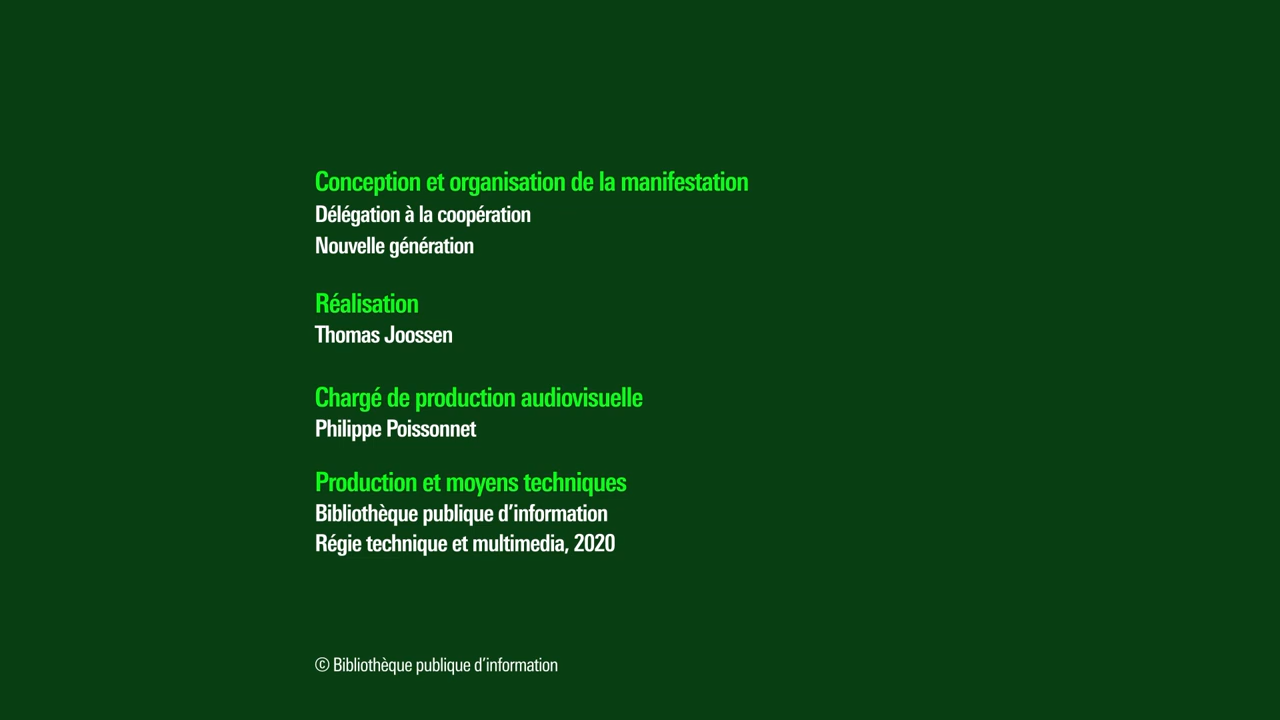 Conception et organisation de la manifestation
Délégation à la coopération
Nouvelle génération
Réalisation
Thomas Joossen
Chargé de production audiovisuelle
Philippe Poissonnet
Production et moyens techniques
Bibliothèque publique d’information
Régie technique et multimedia, 2020
© Bibliothèque publique d’information